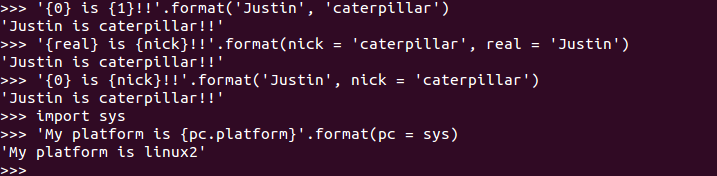 >>> '{0} is {1}!!'.format('Justin', 'caterpillar')
'Justin is caterpillar!!'
>>> '{real} is {nick}!!'.format(nick = 'caterpillar', real = 'Justin')
'Justin is caterpillar!!'
>>> '{0} is {nick}!!'.format('Justin', nick = 'caterpillar')
'Justin is caterpillar!!'
>>> import sys
>>> 'My platform is {pc.platform}'.format(pc = sys)
'My platform is linux2'
>>>